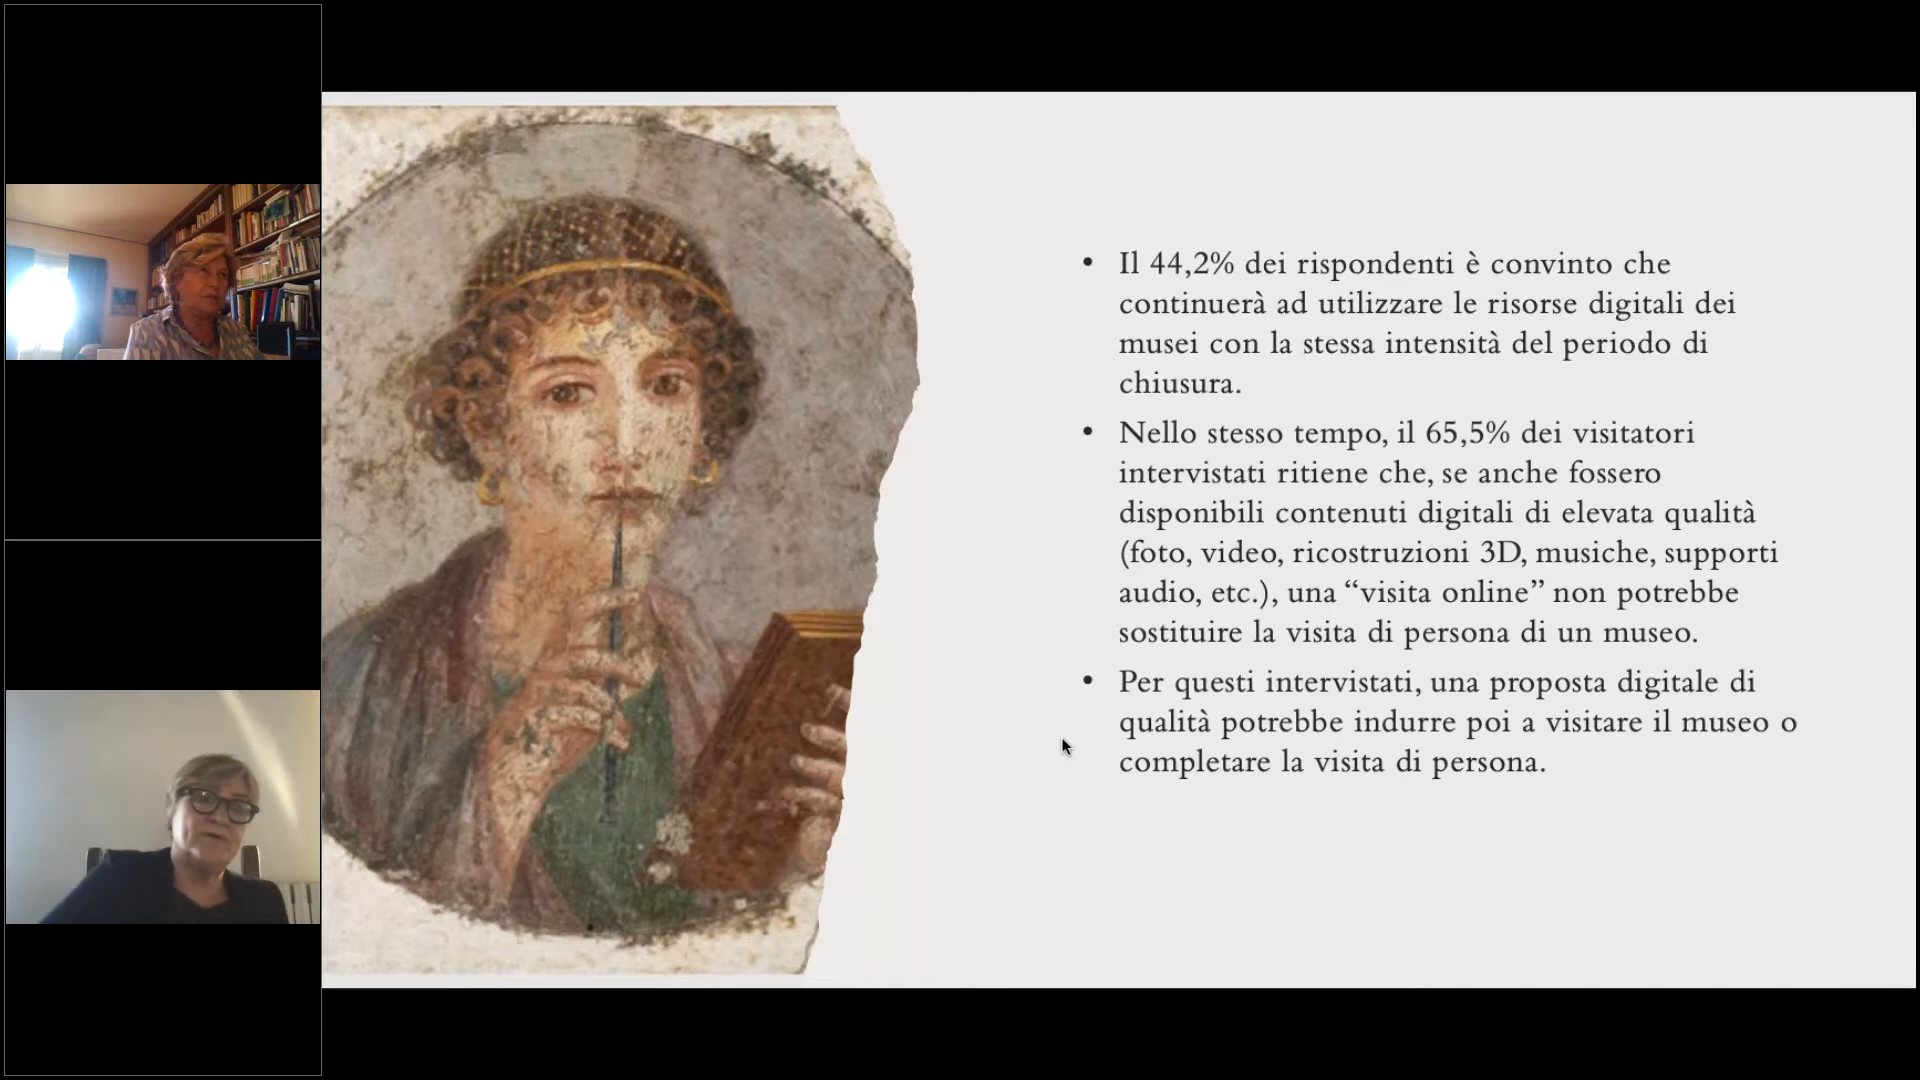 • Il 44,2% dei rispondenti è convinto che
continuerà ad utilizzare le risorse digitali dei
musei con la stessa intensità del periodo di
chiusura.
• Nello stesso tempo, il 65,5% dei visitatori
intervistati ritiene che, se anche fossero
disponibili contenuti digitali di elevata qualità
(foto, video, ricostruzioni 3D, musiche, supporti
audio, etc.), una “visita online” non potrebbe
sostituire la visita di persona di un museo.
• Per questi intervistati, una proposta digitale di
qualità potrebbe indurre poi a visitare il museo o
completare la visita di persona.